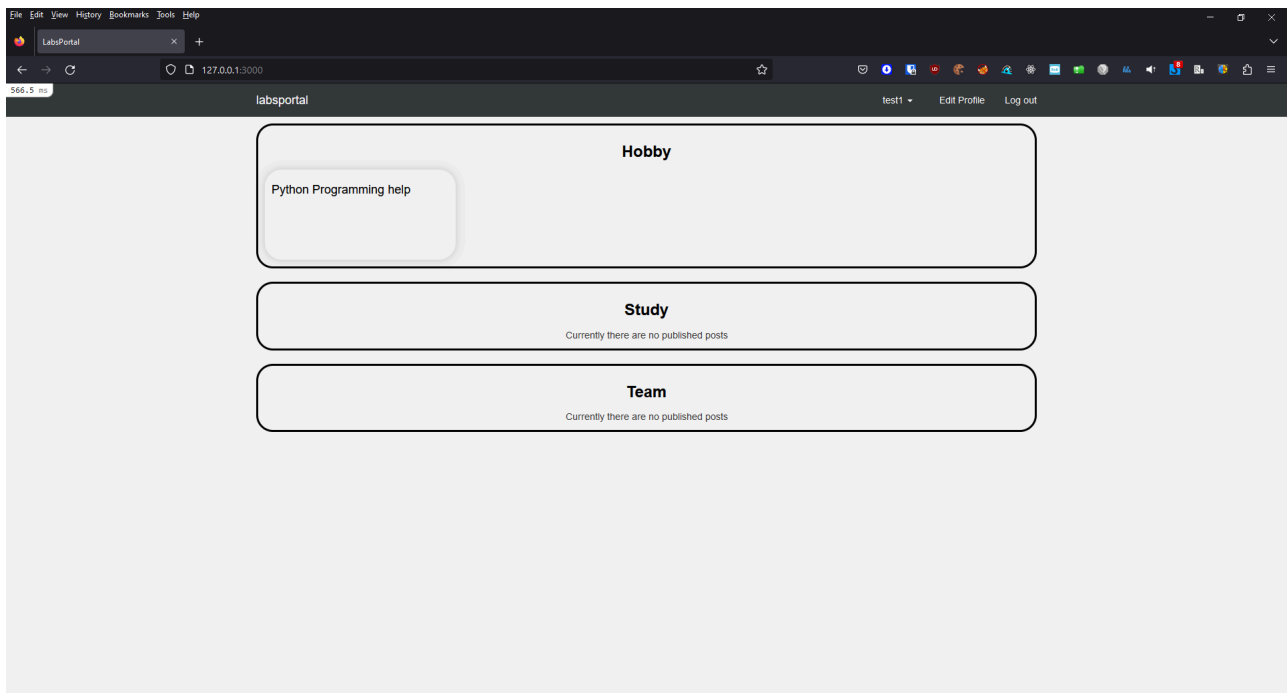 File Edit View History Bookmarks Tools Help
LabsPortal
127.0.0.1:3000
566.5 ms
labsportal
test1 Edit Profile Log out
Hobby
Python Programming help
Study
Currently there are no published posts
Team
Currently there are no published posts